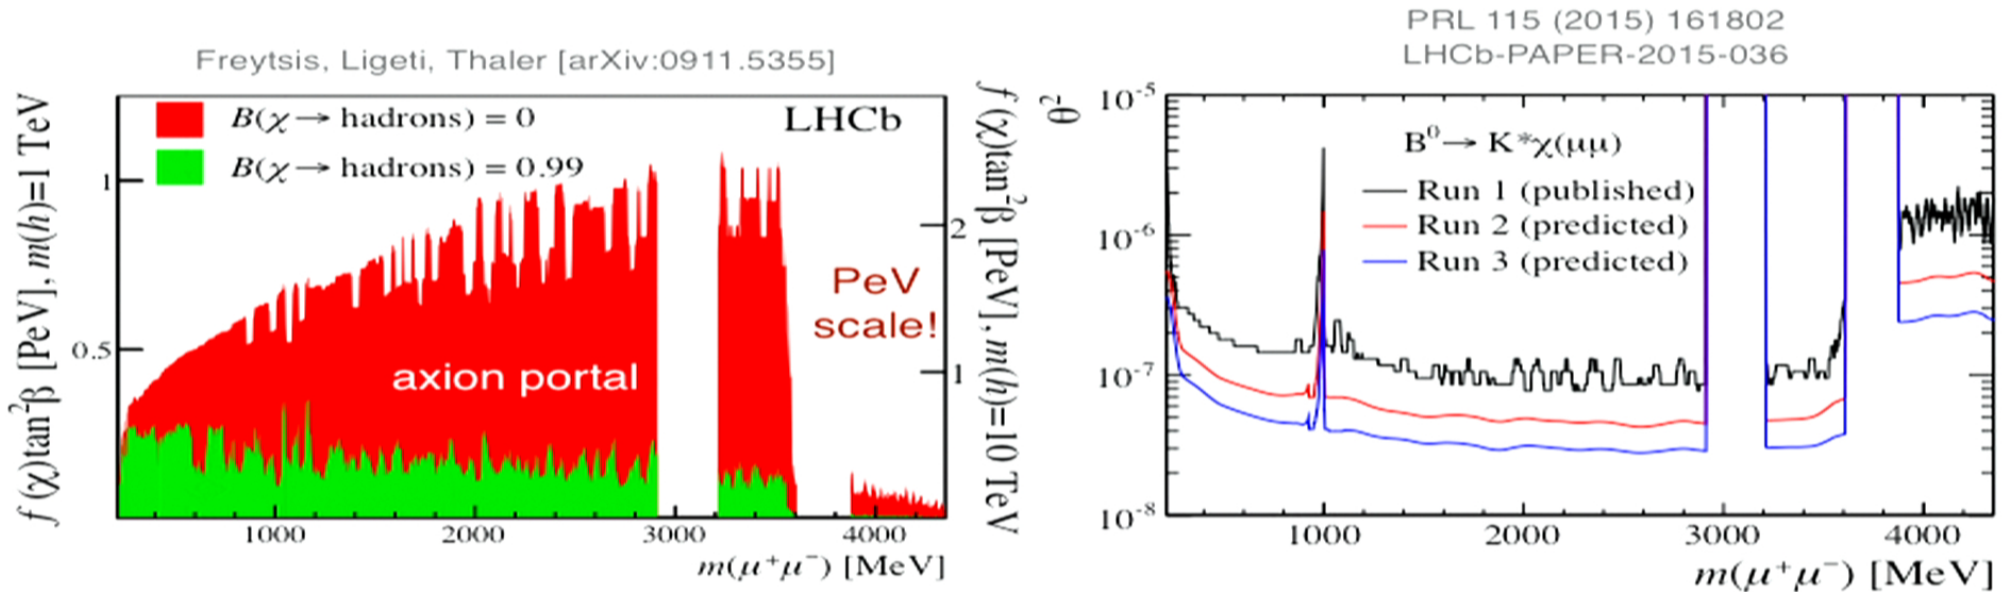 Freytsis, Ligeti, Thaler [arXiv:0911.5355]
f(χ)tan²β [PeV], m(h)=1 TeV
B(χ→ hadrons) = 0
B(χ→ hadrons) = 0.99
LHCb
1
0.5
axion portal
PeV
scale!
2
1
f(χ)tan²β [PeV], m(h)=10 TeV
1000 2000 3000 4000
m(μ⁺μ⁻) [MeV]
PRL 115 (2015) 161802
LHCb-PAPER-2015-036
θ²
10⁻⁵
B⁰→ K*χ(μμ)
Run 1 (published)
Run 2 (predicted)
Run 3 (predicted)
10⁻⁶
10⁻⁷
10⁻⁸
1000 2000 3000 4000
m(μ⁺μ⁻) [MeV]